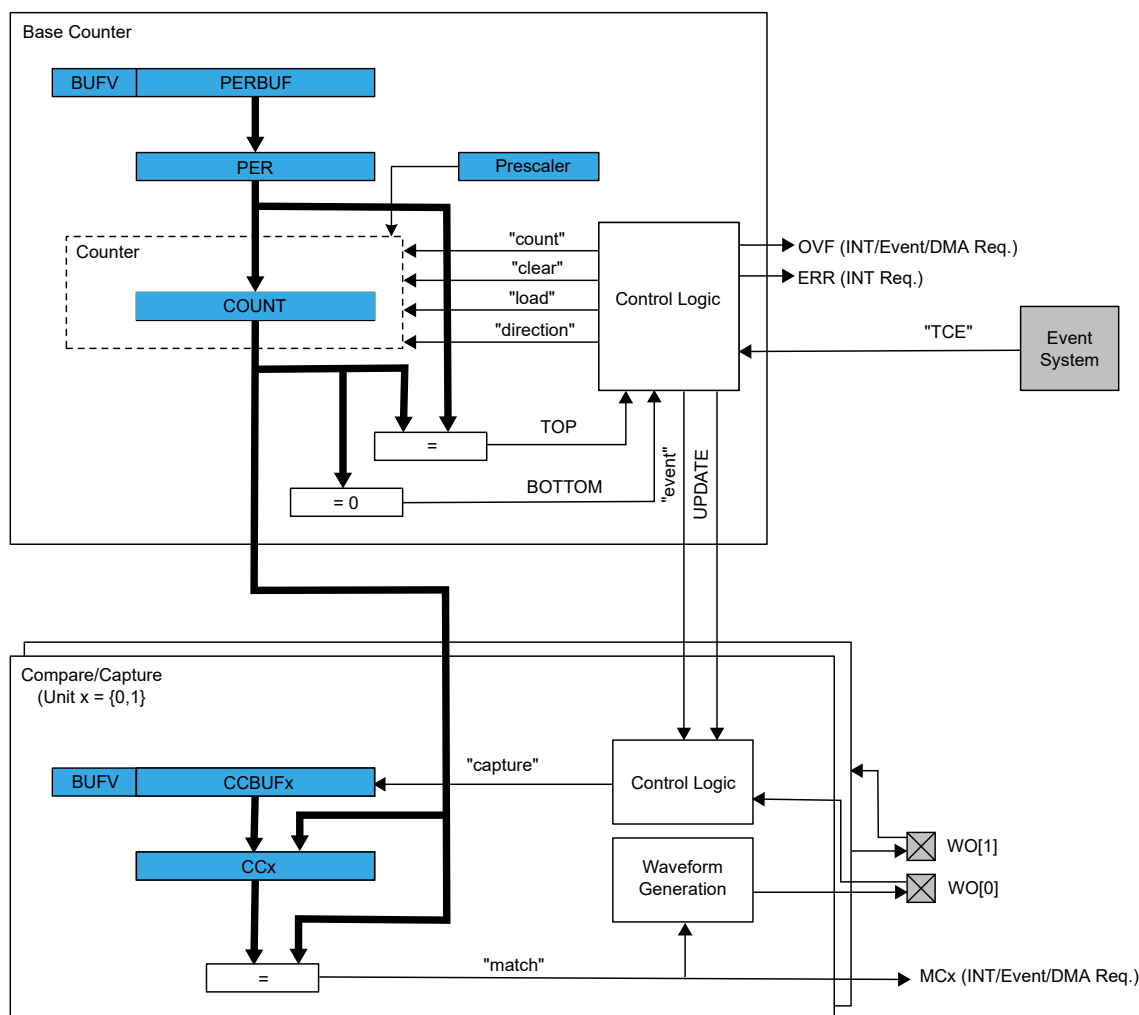 Base Counter
BUFV
PERBUF
PER
Prescaler
Counter
COUNT
"count"
"clear"
"load"
"direction"
Control Logic
OVF (INT/Event/DMA Req.)
ERR (INT Req.)
"TCE"
Event
System
=
TOP
= 0
BOTTOM
"event"
UPDATE
Compare/Capture
(Unit x = {0,1}
BUFV
CCBUFx
"capture"
Control Logic
CCx
Waveform
Generation
WO[1]
WO[0]
=
"match"
MCx (INT/Event/DMA Req.)